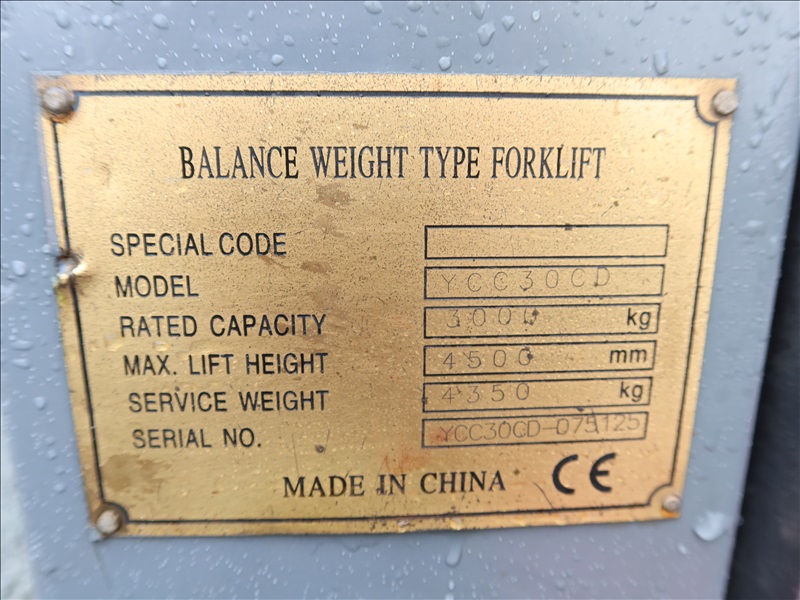 BALANCE WEIGHT TYPE FORKLIFT
SPECIAL CODE
MODEL YCC30CD
RATED CAPACITY 3000 kg
MAX. LIFT HEIGHT 4500 mm
SERVICE WEIGHT 4350 kg
SERIAL NO. YCC30CD-075125
MADE IN CHINA CE